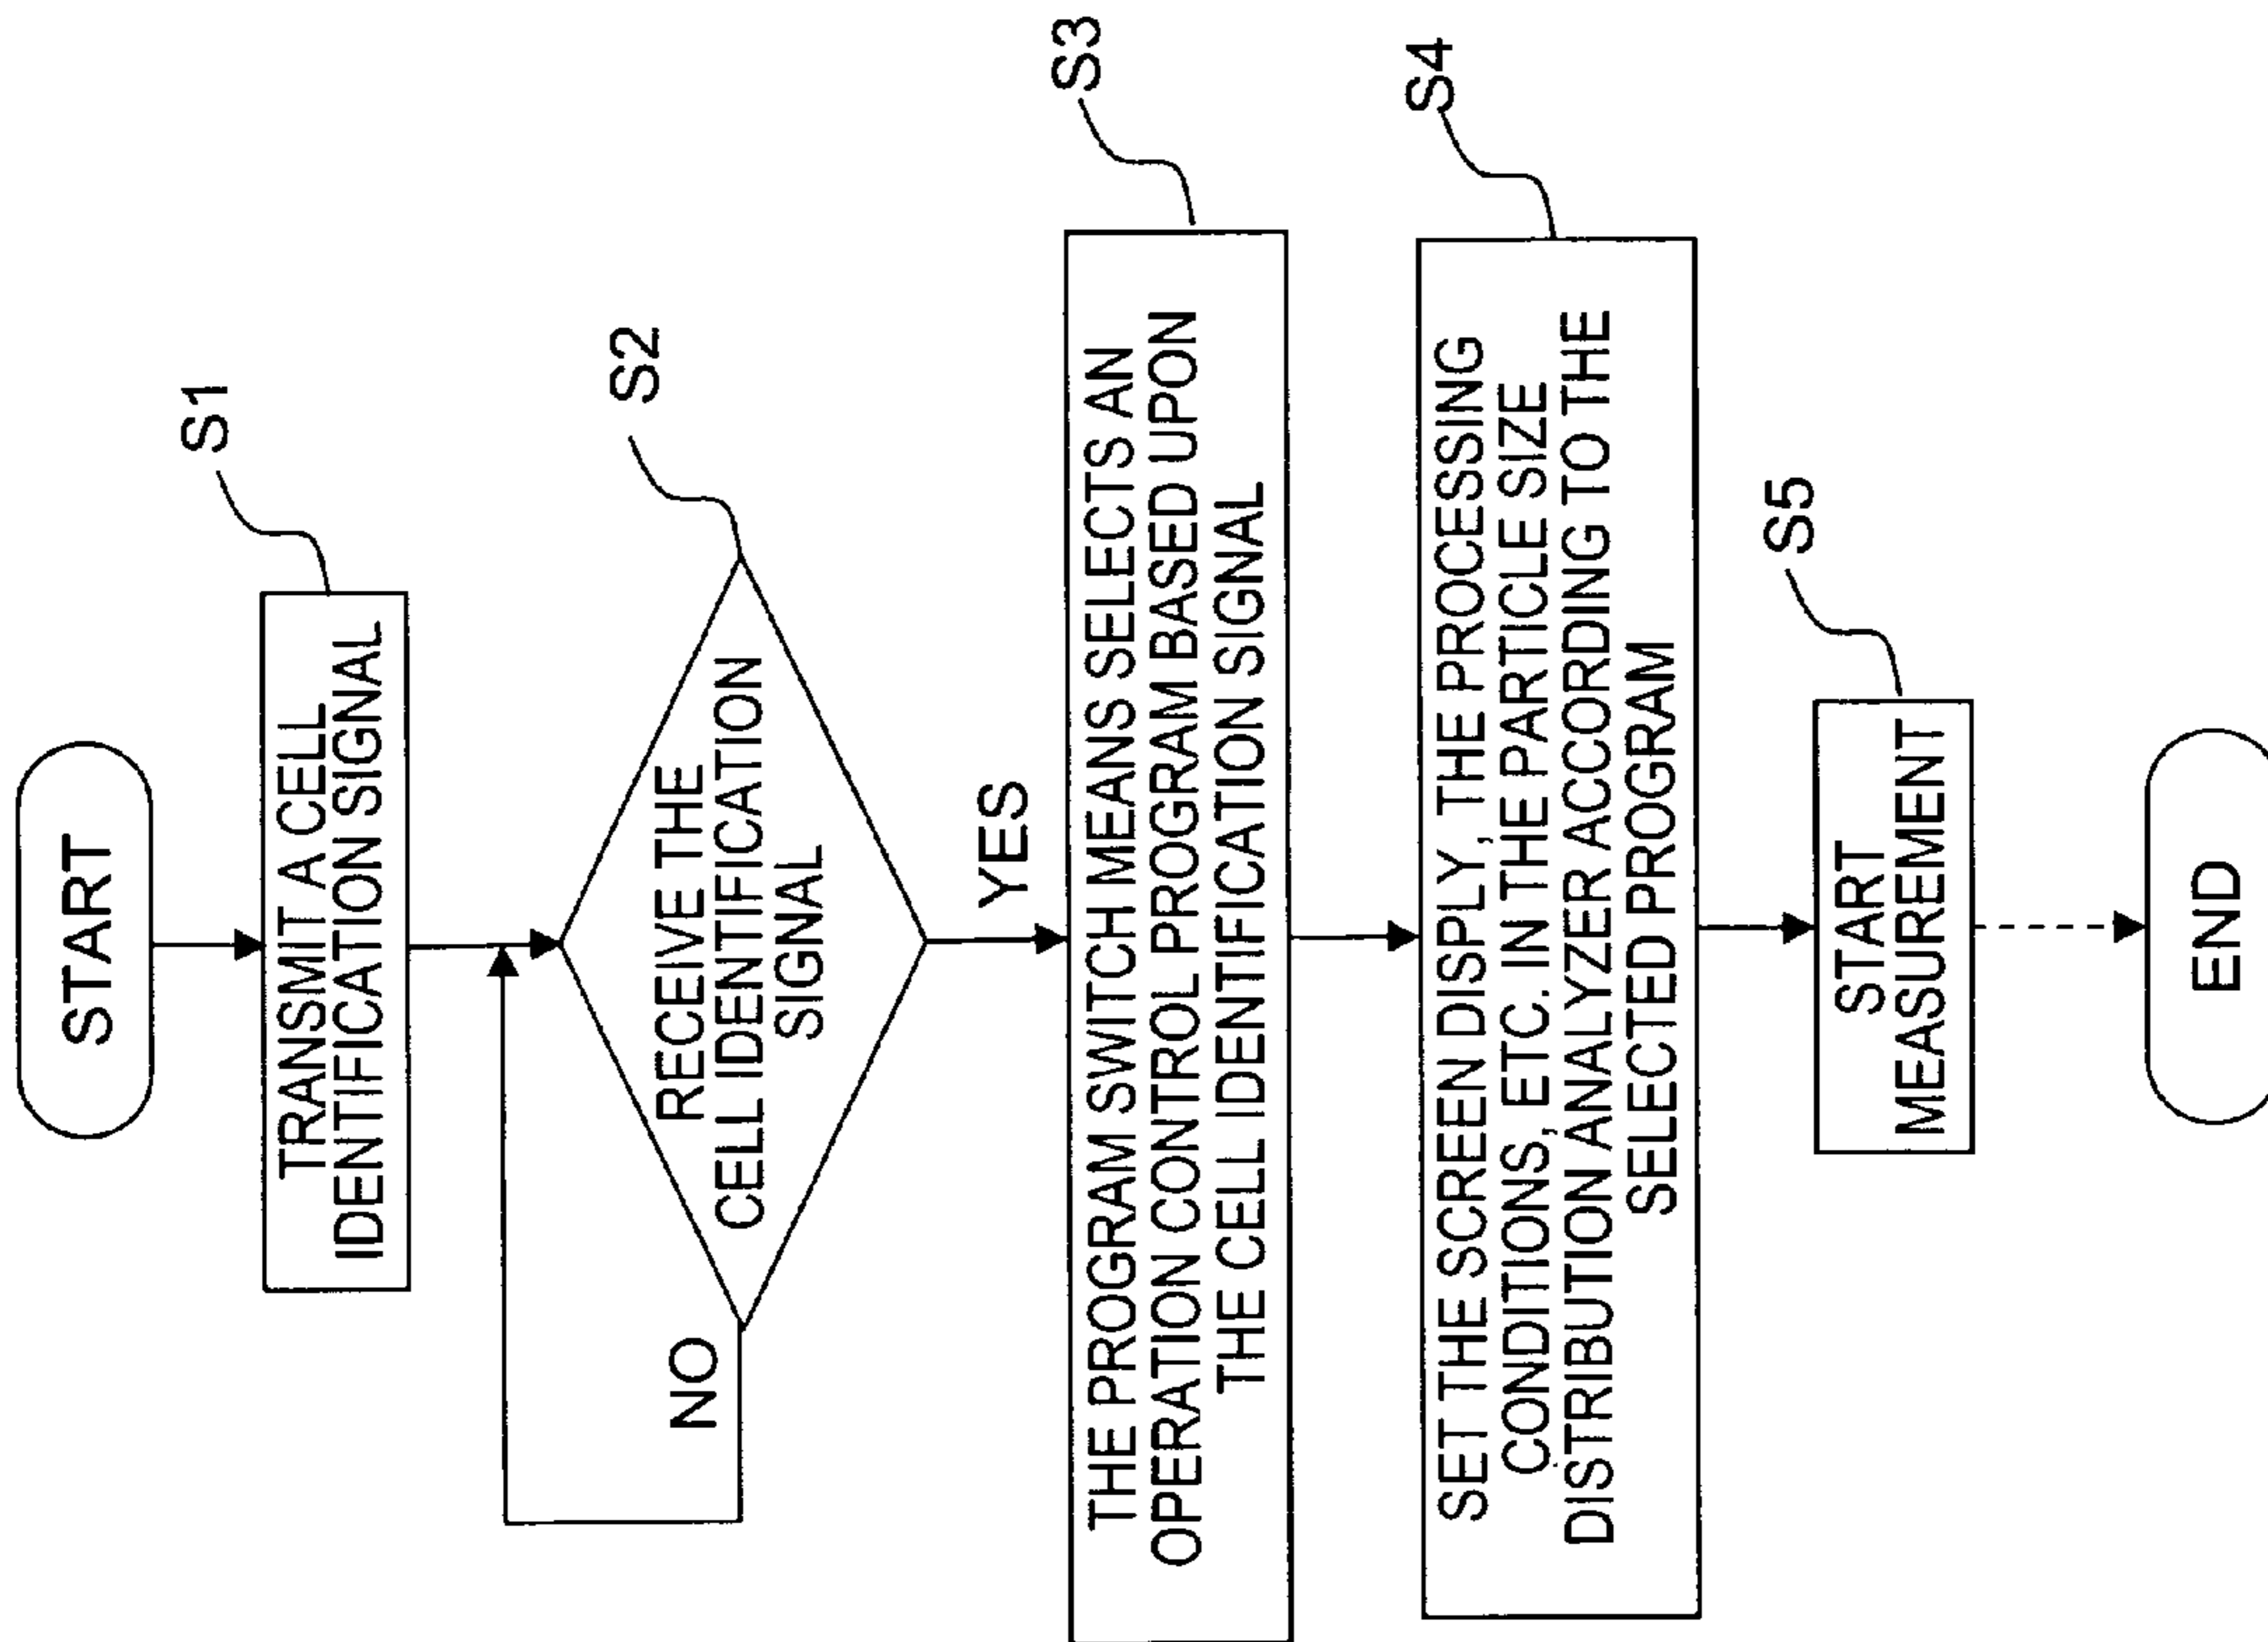 START
S1
TRANSMIT A CELL
IDENTIFICATION SIGNAL
S2
RECEIVE THE
CELL IDENTIFICATION
SIGNAL
NO
YES
S3
THE PROGRAM SWITCH MEANS SELECTS AN
OPERATION CONTROL PROGRAM BASED UPON
THE CELL IDENTIFICATION SIGNAL
S4
SET THE SCREEN DISPLY, THE PROCESSING
CONDITIONS, ETC. IN THE PARTICLE SIZE
DISTRIBUTION ANALYZER ACCORDING TO THE
SELECTED PROGRAM
S5
START
MEASUREMENT
END